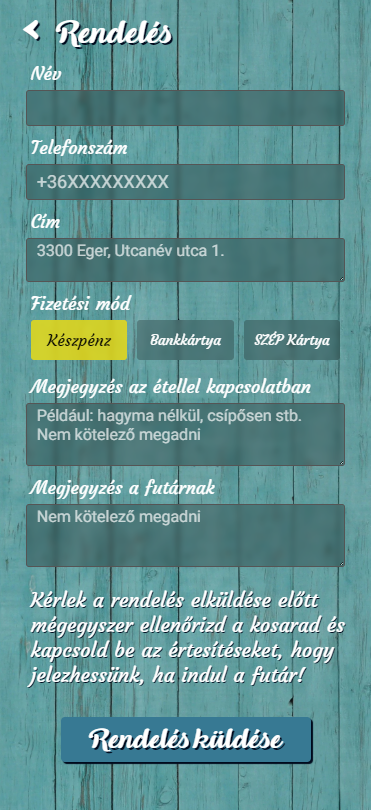 Rendelés
Név
Telefonszám
+36XXXXXXXXX
Cím
3300 Eger, Utcanév utca 1.
Fizetési mód
Készpénz Bankkártya SZÉP Kártya
Megjegyzés az étellel kapcsolatban
Például: hagyma nélkül, csípősen stb.
Nem kötelező megadni
Megjegyzés a futárnak
Nem kötelező megadni
Kérlek a rendelés elküldése előtt
mégegyszer ellenőrizd a kosarad és
kapcsold be az értesítéseket, hogy
jelezhessünk, ha indul a futár!
Rendelés küldése